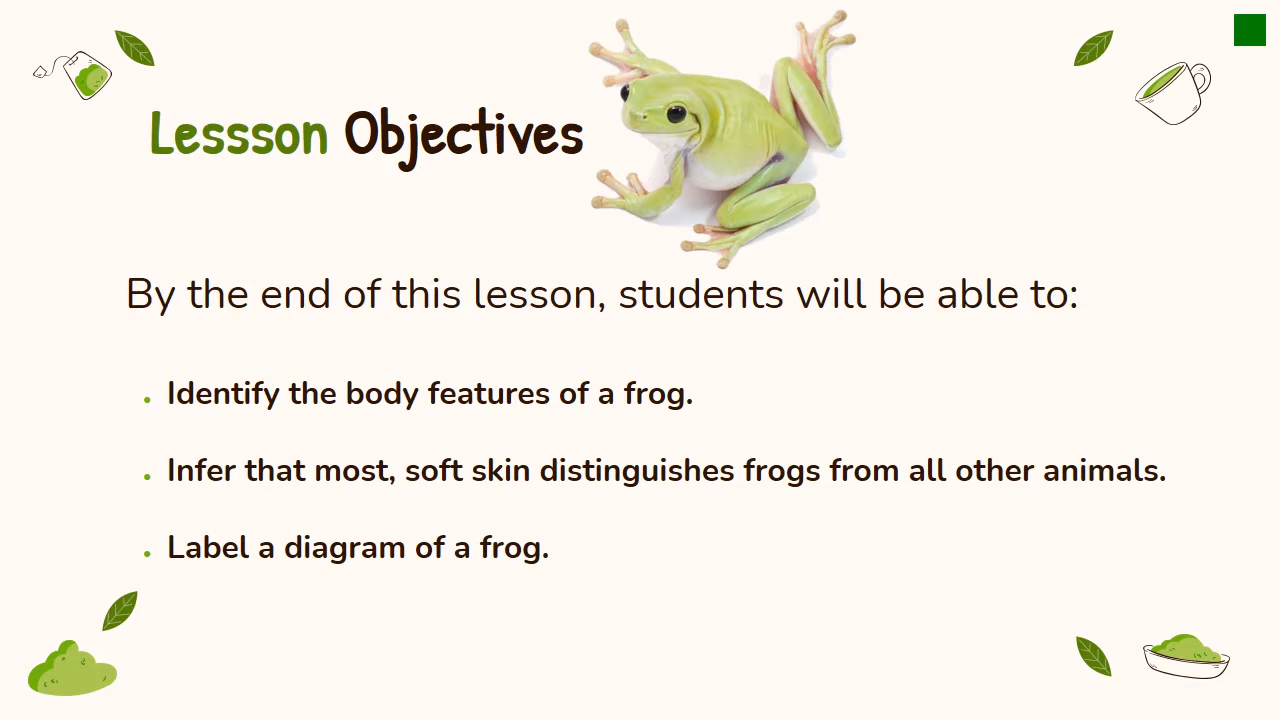 Lessson Objectives
By the end of this lesson, students will be able to:
• Identify the body features of a frog.
• Infer that most, soft skin distinguishes frogs from all other animals.
• Label a diagram of a frog.